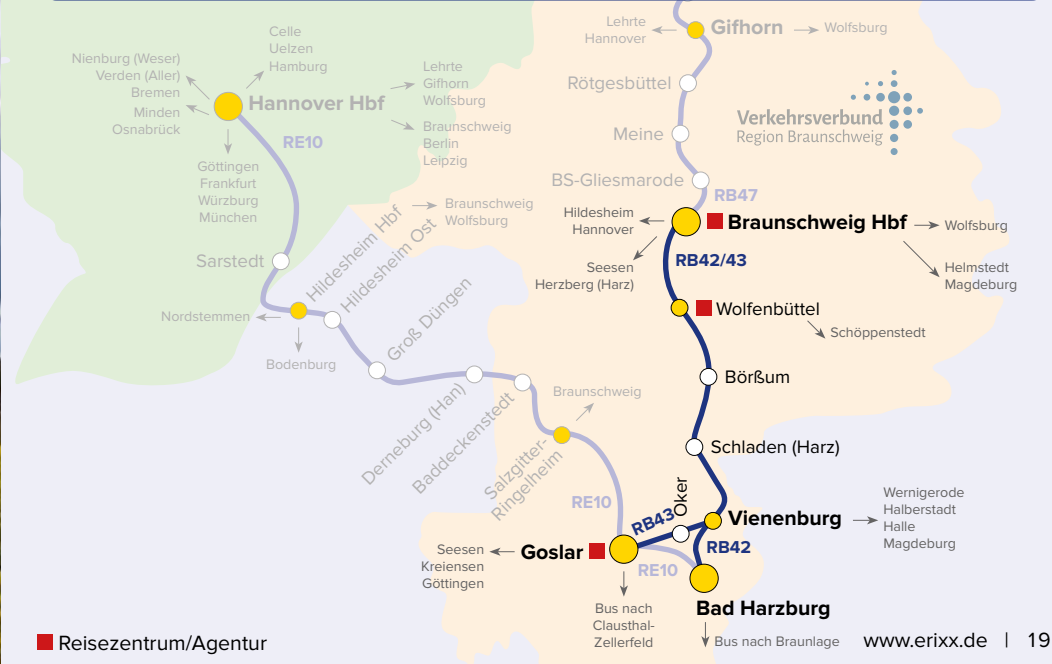 Lehrte
Hannover
Gifhorn
Wolfsburg
Celle
Uelzen
Hamburg
Nienburg (Weser)
Verden (Aller)
Bremen
Minden
Osnabrück
Hannover Hbf
Lehrte
Gifhorn
Wolfsburg
Braunschweig
Berlin
Leipzig
RE10
Göttingen
Frankfurt
Würzburg
München
Rötgesbüttel
Meine
BS-Gliesmarode
RB47
Verkehrsverbund
Region Braunschweig
Braunschweig
Wolfsburg
Hildesheim
Hannover
Braunschweig Hbf
Wolfsburg
Seesen
Herzberg (Harz)
RB42/43
Helmstedt
Magdeburg
Sarstedt
Hildesheim Hbf
Hildesheim Ost
Nordstemmen
Bodenburg
Groß Düngen
Wolfenbüttel
Schöppenstedt
Börßum
Derneburg (Han)
Baddeckenstedt
Braunschweig
Salzgitter-
Ringelheim
Schladen (Harz)
RE10
RB43
Oker
Vienenburg
Wernigerode
Halberstadt
Halle
Magdeburg
RB42
Seesen
Kreiensen
Göttingen
Goslar
RE10
Bus nach
Clausthal-
Zellerfeld
Bad Harzburg
Bus nach Braunlage
Reisezentrum/Agentur
www.erixx.de | 19